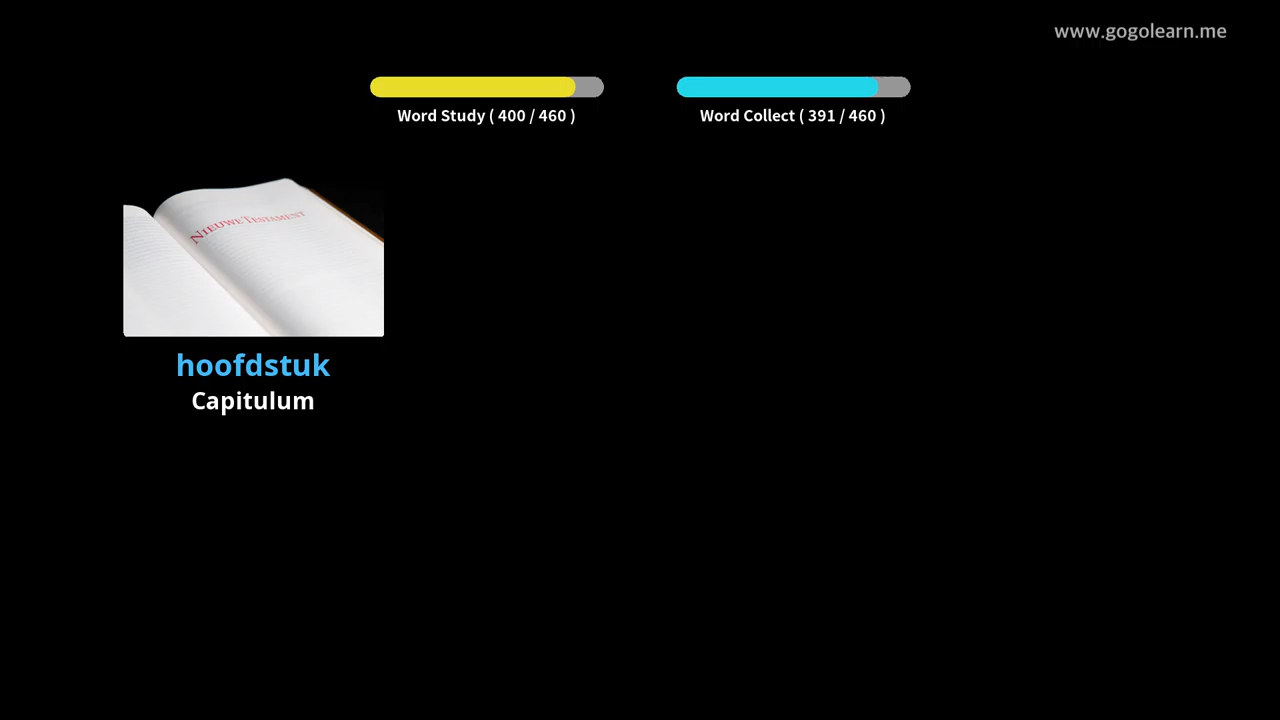 www.gogolearn.me
Word Study ( 400 / 460 )
Word Collect ( 391 / 460 )
NIEUWE TESTAMENT
hoofdstuk
Capitulum